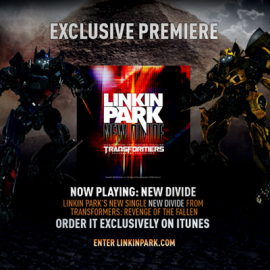 EXCLUSIVE PREMIERE
LINKIN
PARK
NEW DIVIDE
TRANSFORMERS
NOW PLAYING: NEW DIVIDE
LINKIN PARK'S NEW SINGLE NEW DIVIDE FROM
TRANSFORMERS: REVENGE OF THE FALLEN
ORDER IT EXCLUSIVELY ON ITUNES
ENTER LINKINPARK.COM